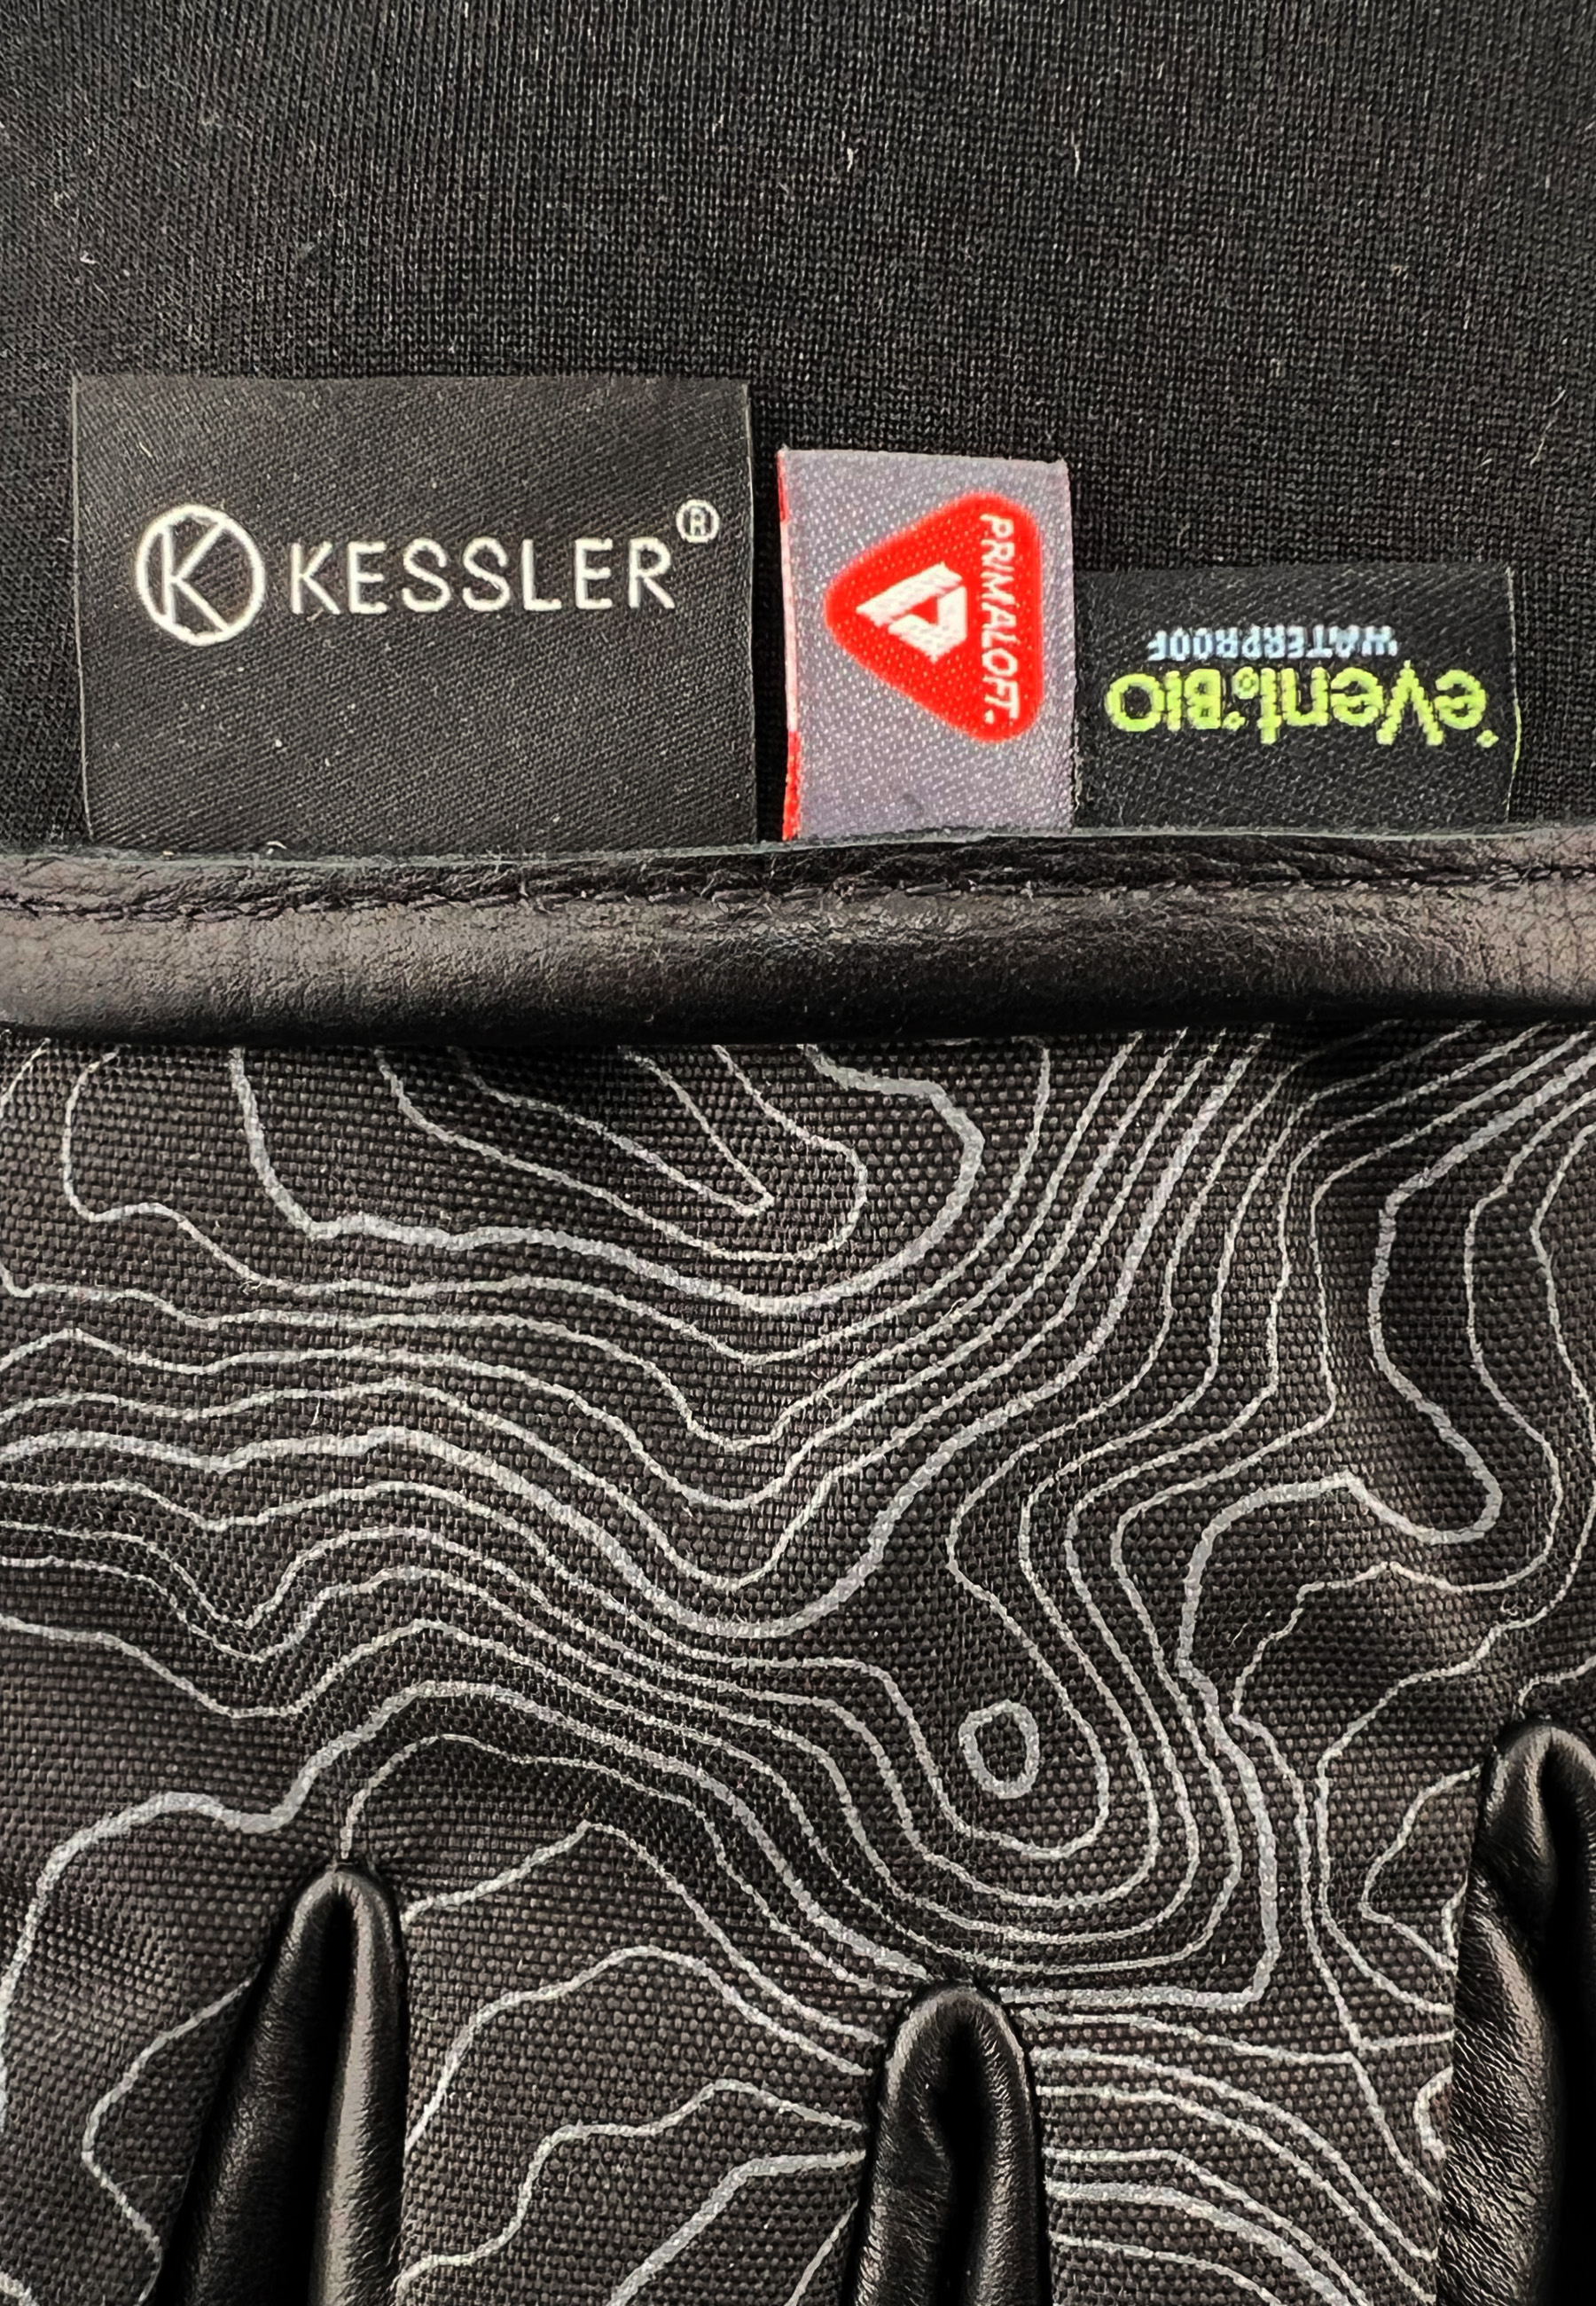 K KESSLER®
PRIMALOFT.
eVent® BIO
WATERPROOF